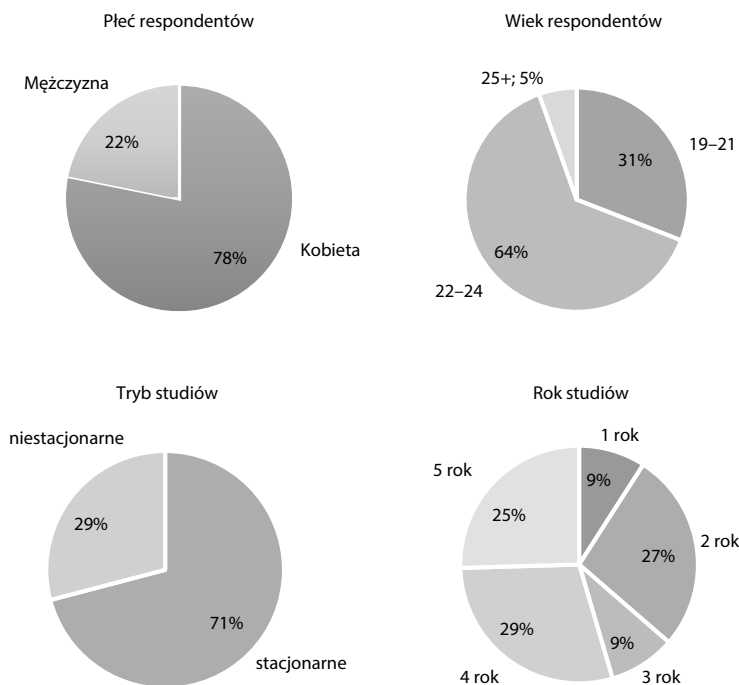 Płeć respondentów
Mężczyzna
22%
78%
Kobieta
Wiek respondentów
25+; 5%
19–21
31%
64%
22–24
Tryb studiów
niestacjonarne
29%
71%
stacjonarne
Rok studiów
1 rok
5 rok
9%
25%
2 rok
27%
29%
9%
4 rok
3 rok